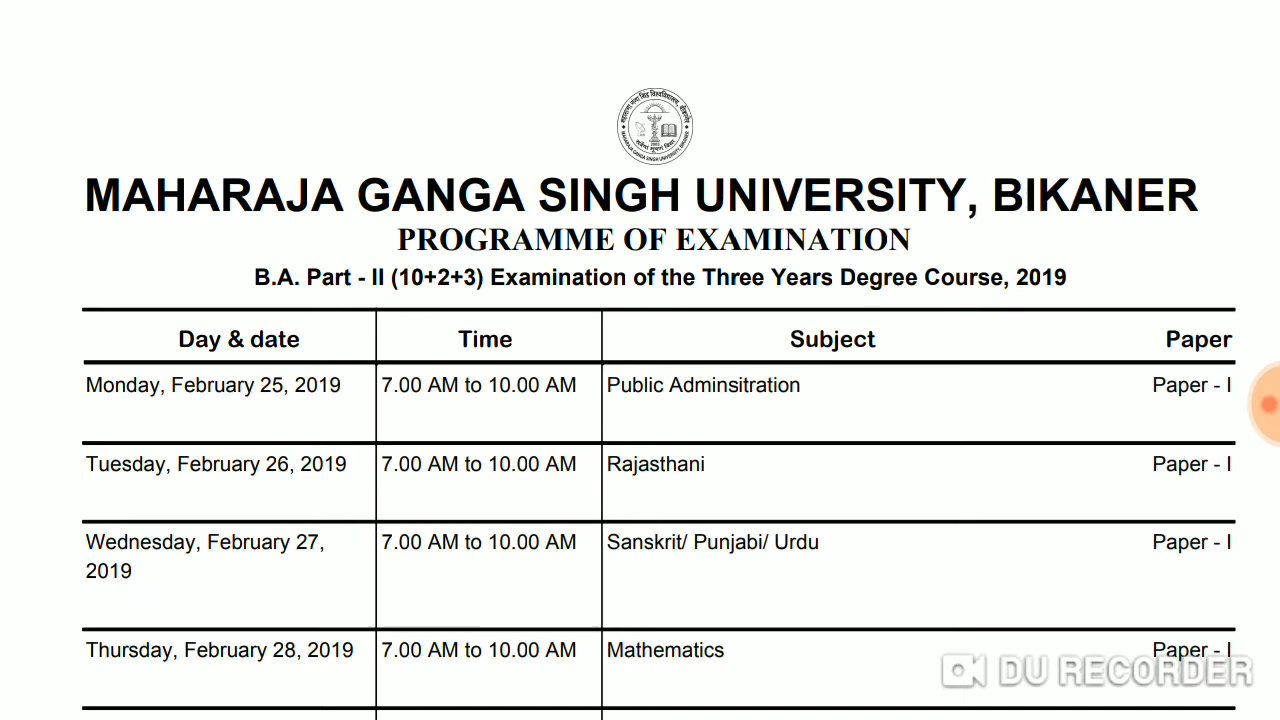 MAHARAJA GANGA SINGH UNIVERSITY, BIKANER
PROGRAMME OF EXAMINATION
B.A. Part - II (10+2+3) Examination of the Three Years Degree Course, 2019
Day & date Time Subject Paper
Monday, February 25, 2019 7.00 AM to 10.00 AM Public Adminsitration Paper - I
Tuesday, February 26, 2019 7.00 AM to 10.00 AM Rajasthani Paper - I
Wednesday, February 27, 7.00 AM to 10.00 AM Sanskrit/ Punjabi/ Urdu Paper - I
2019
Thursday, February 28, 2019 7.00 AM to 10.00 AM Mathematics Paper - I
DU RECORDER